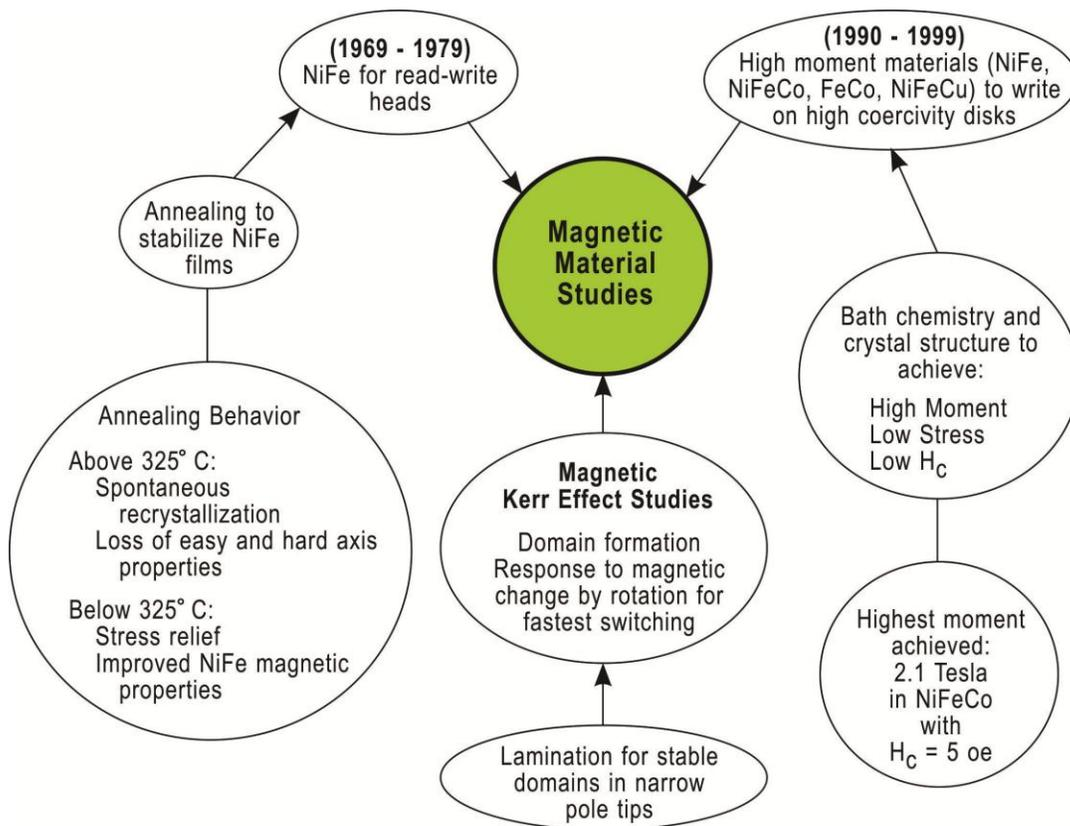 (1969 - 1979)
NiFe for read-write
heads
(1990 - 1999)
High moment materials (NiFe,
NiFeCo, FeCo, NiFeCu) to write
on high coercivity disks
Annealing to
stabilize NiFe
films
Magnetic
Material
Studies
Bath chemistry and
crystal structure to
achieve:
High Moment
Low Stress
Low Hc
Annealing Behavior
Above 325° C:
Spontaneous
recrystallization
Loss of easy and hard axis
properties
Below 325° C:
Stress relief
Improved NiFe magnetic
properties
Magnetic
Kerr Effect Studies
Domain formation
Response to magnetic
change by rotation for
fastest switching
Highest moment
achieved:
2.1 Tesla
in NiFeCo
with
Hc = 5 oe
Lamination for stable
domains in narrow
pole tips